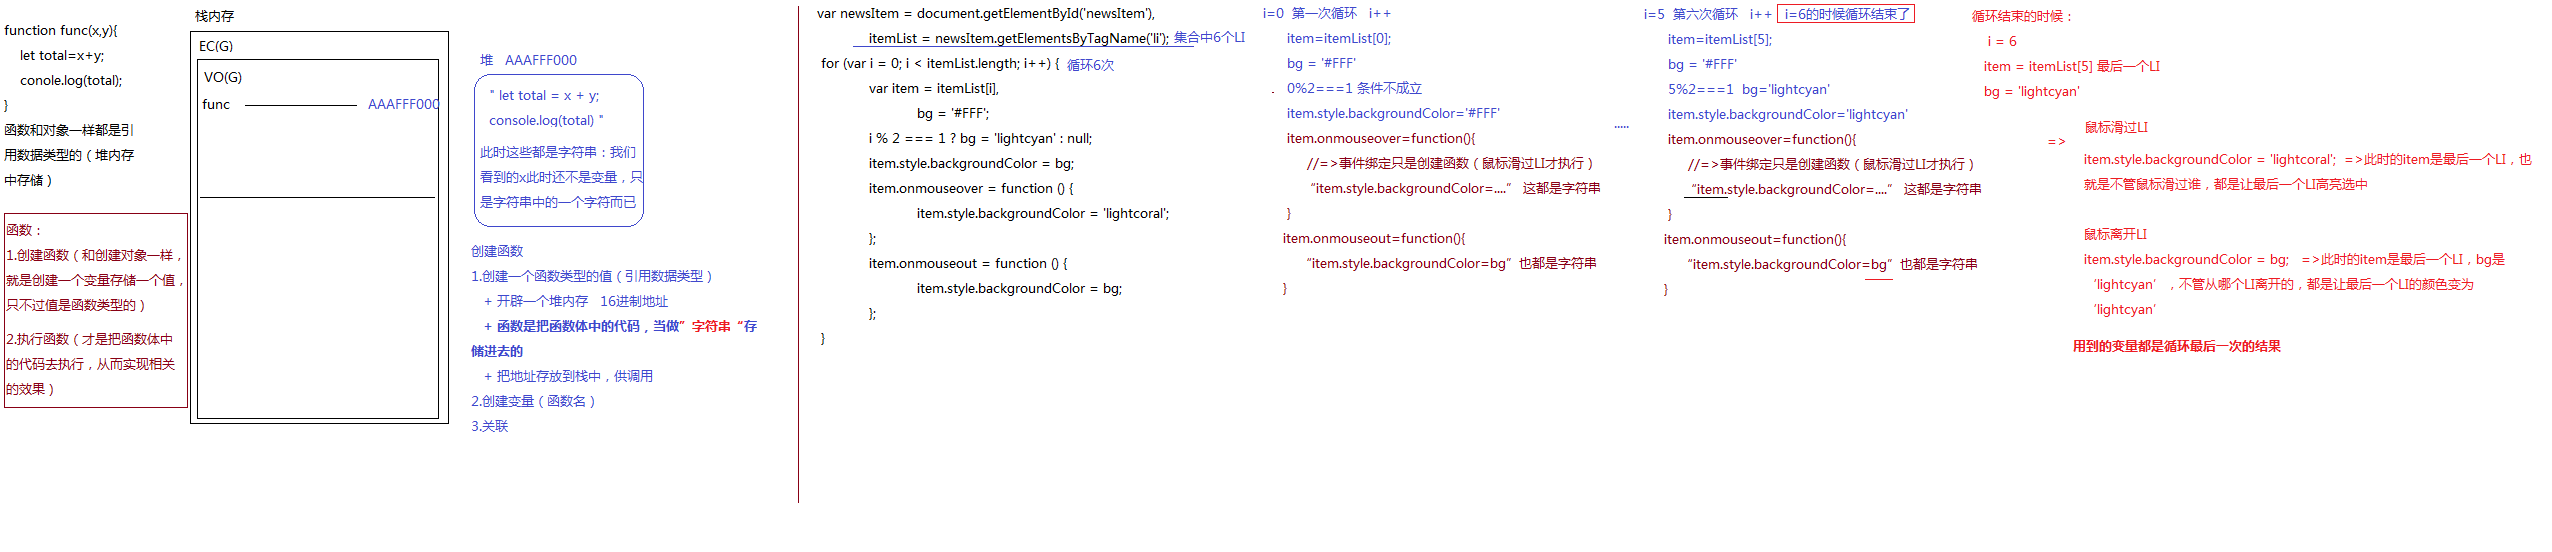 function func(x,y){
let total=x+y;
conole.log(total);
}
函数和对象一样都是引
用数据类型的（堆内存
中存储）
函数：
1.创建函数（和创建对象一样，
就是创建一个变量存储一个值，
只不过值是函数类型的）
2.执行函数（才是把函数体中
的代码去执行，从而实现相关
的效果）
栈内存
EC(G)
VO(G)
func
AAAFFF000
堆 AAAFFF000
" let total = x + y;
console.log(total) "
此时这些都是字符串：我们
看到的x此时还不是变量，只
是字符串中的一个字符而已
创建函数
1.创建一个函数类型的值（引用数据类型）
+ 开辟一个堆内存 16进制地址
+ 函数是把函数体中的代码，当做”字符串“存
储进去的
+ 把地址存放到栈中，供调用
2.创建变量（函数名）
3.关联
var newsItem = document.getElementById('newsItem'),
itemList = newsItem.getElementsByTagName('li'); 集合中6个LI
for (var i = 0; i < itemList.length; i++) { 循环6次
var item = itemList[i],
bg = '#FFF';
i % 2 === 1 ? bg = 'lightcyan' : null;
item.style.backgroundColor = bg;
item.onmouseover = function () {
item.style.backgroundColor = 'lightcoral';
};
item.onmouseout = function () {
item.style.backgroundColor = bg;
};
}
i=0 第一次循环 i++
item=itemList[0];
bg = '#FFF'
0%2===1 条件不成立
item.style.backgroundColor='#FFF'
item.onmouseover=function(){
//=>事件绑定只是创建函数（鼠标滑过LI才执行）
“item.style.backgroundColor=....” 这都是字符串
}
item.onmouseout=function(){
“item.style.backgroundColor=bg”也都是字符串
}
.....
i=5 第六次循环 i++ i=6的时候循环结束了
item=itemList[5];
bg = '#FFF'
5%2===1 bg='lightcyan'
item.style.backgroundColor='lightcyan'
item.onmouseover=function(){
//=>事件绑定只是创建函数（鼠标滑过LI才执行）
“item.style.backgroundColor=....” 这都是字符串
}
item.onmouseout=function(){
“item.style.backgroundColor=bg”也都是字符串
}
循环结束的时候：
i = 6
item = itemList[5] 最后一个LI
bg = 'lightcyan'
=>
鼠标滑过LI
item.style.backgroundColor = 'lightcoral'; =>此时的item是最后一个LI，也
就是不管鼠标滑过谁，都是让最后一个LI高亮选中
鼠标离开LI
item.style.backgroundColor = bg; =>此时的item是最后一个LI，bg是
‘lightcyan’，不管从哪个LI离开的，都是让最后一个LI的颜色变为
‘lightcyan’
用到的变量都是循环最后一次的结果